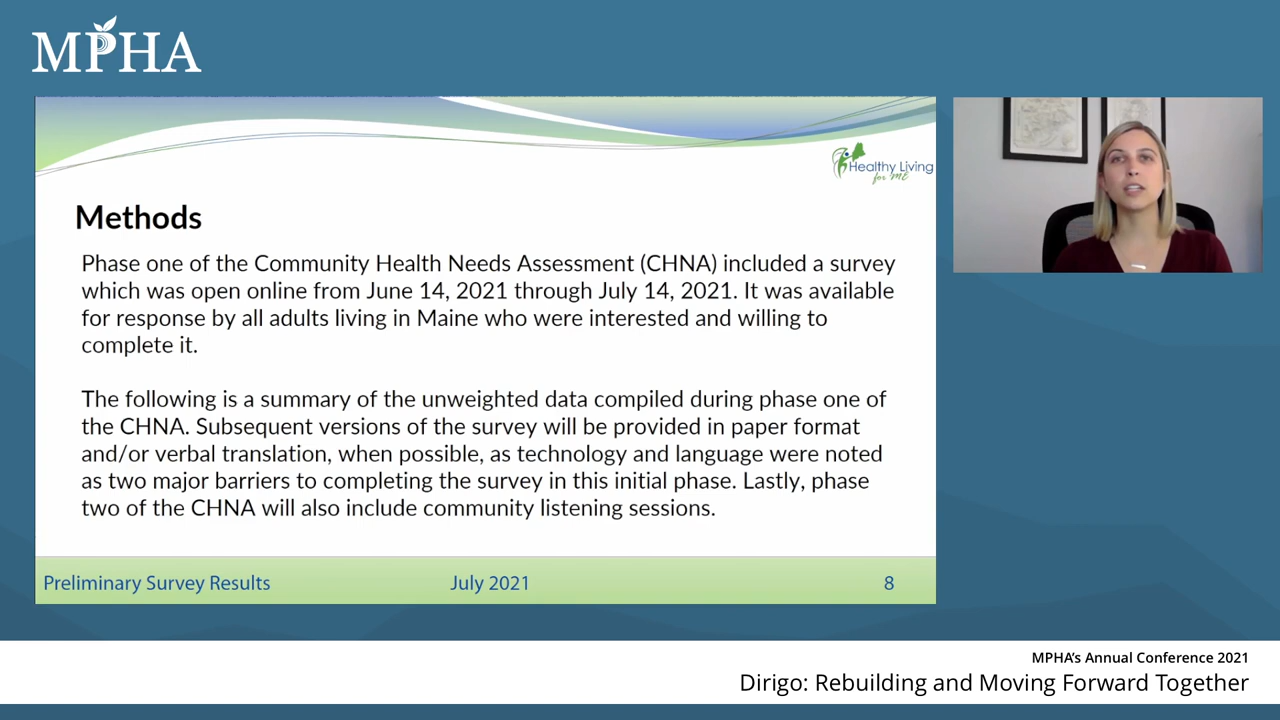 MPHA
Healthy Living
for ME
Methods
Phase one of the Community Health Needs Assessment (CHNA) included a survey
which was open online from June 14, 2021 through July 14, 2021. It was available
for response by all adults living in Maine who were interested and willing to
complete it.
The following is a summary of the unweighted data compiled during phase one of
the CHNA. Subsequent versions of the survey will be provided in paper format
and/or verbal translation, when possible, as technology and language were noted
as two major barriers to completing the survey in this initial phase. Lastly, phase
two of the CHNA will also include community listening sessions.
Preliminary Survey Results July 2021 8
MPHA's Annual Conference 2021
Dirigo: Rebuilding and Moving Forward Together